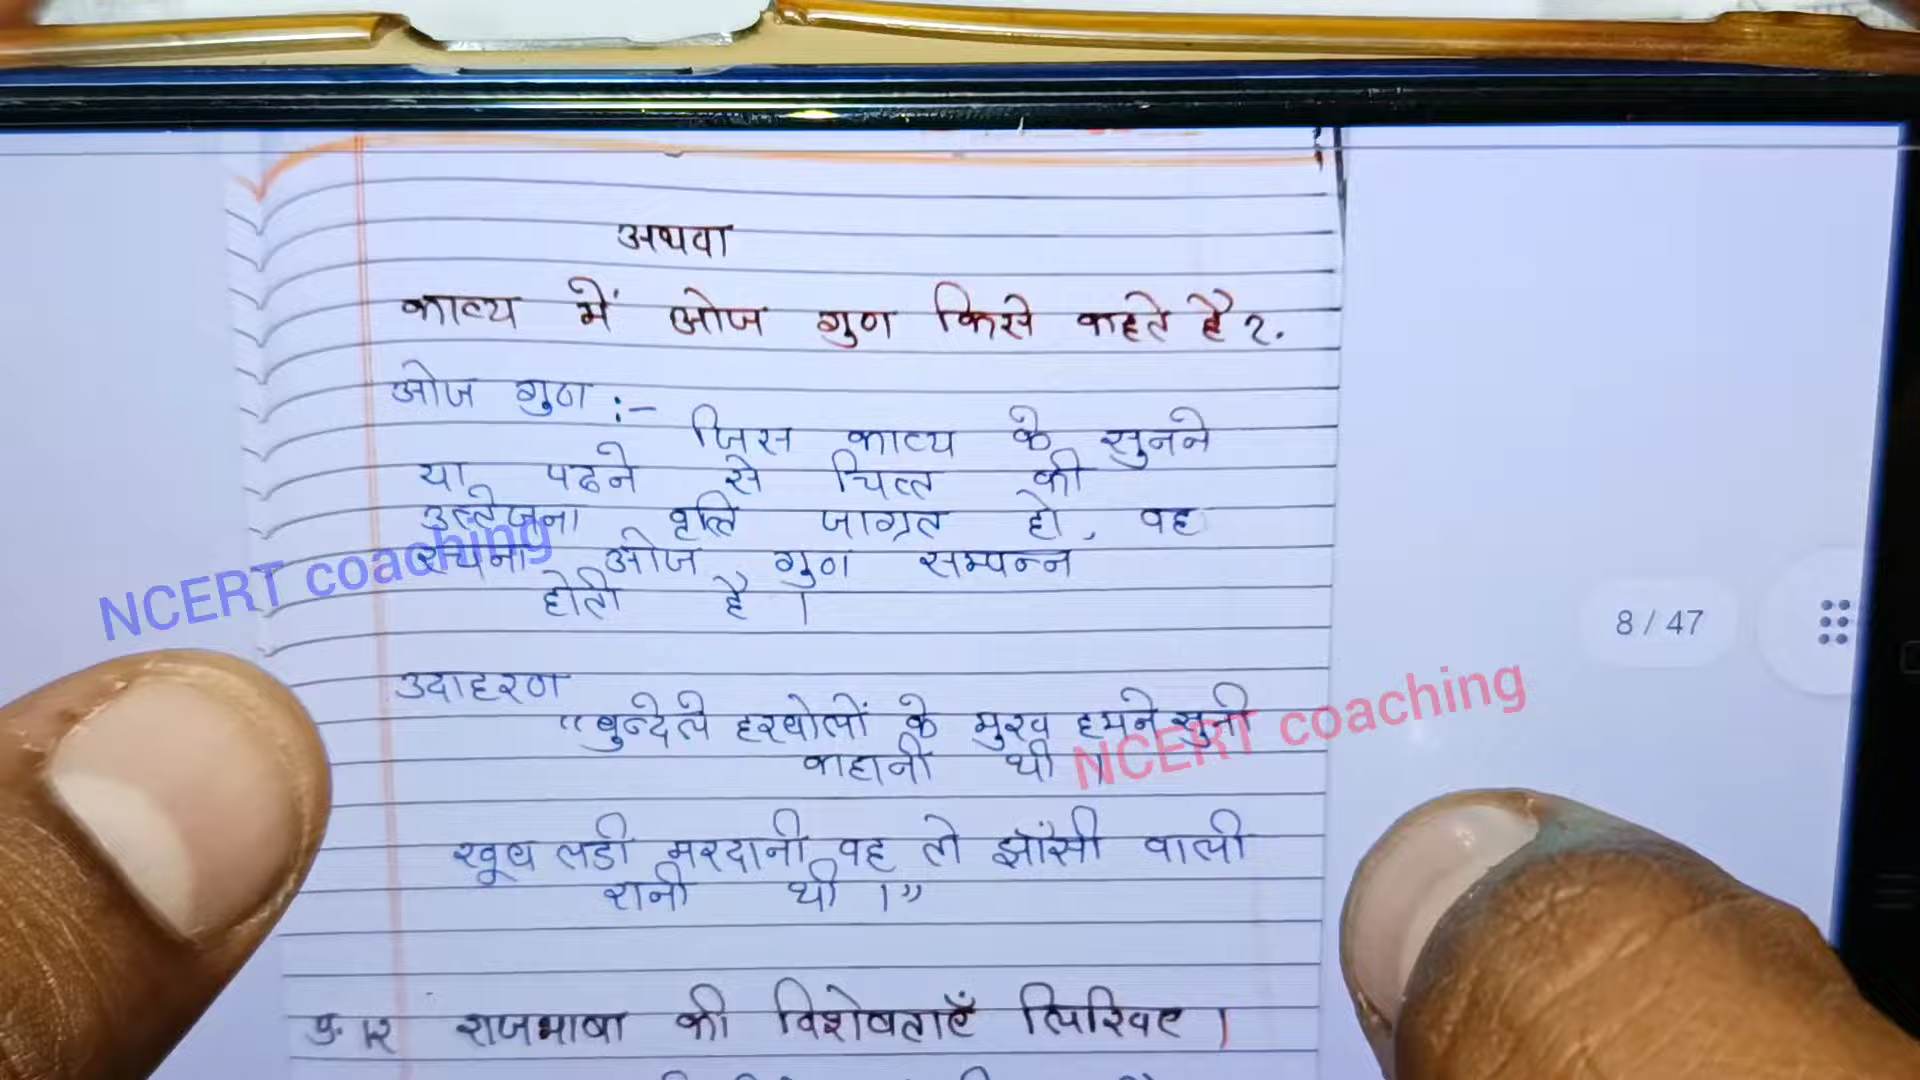 अथवा
काव्य में ओज गुण किसे कहते है ?.
ओज गुण :-
जिस काव्य के सुनने
या पढने से चित्त की
उत्तेजना वृत्ति जाग्रत हो, वह
रचना ओज गुण सम्पन्न
होती है ।
NCERT coaching
8 / 47
उदाहरण
“बुन्देले हरबोलों के मुख हमने सुनी
कहानी थी ।
NCERT coaching
खूब लडी मरदानी वह तो झाँसी वाली
रानी थी ।”
प्र-12 राजभाषा की विशेषताएँ लिखिए ।